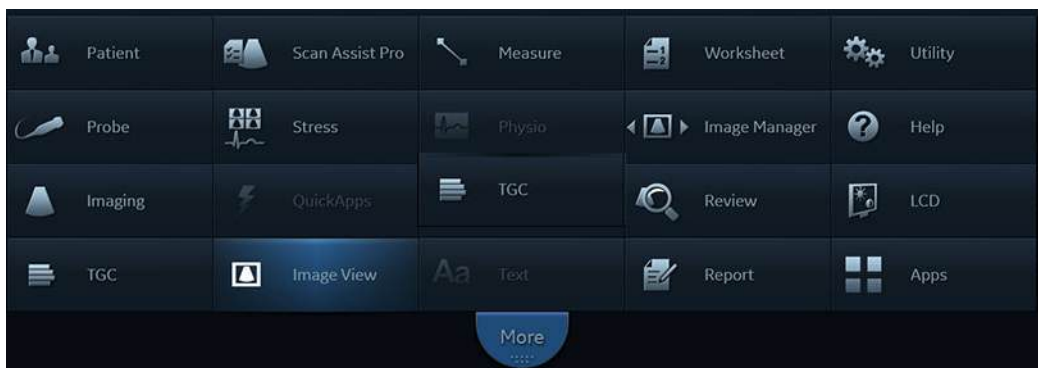 Patient
Scan Assist Pro
Measure
Worksheet
Utility
Probe
Stress
Physio
Image Manager
Help
Imaging
QuickApps
TGC
Review
LCD
TGC
Image View
Aa Text
Report
Apps
More